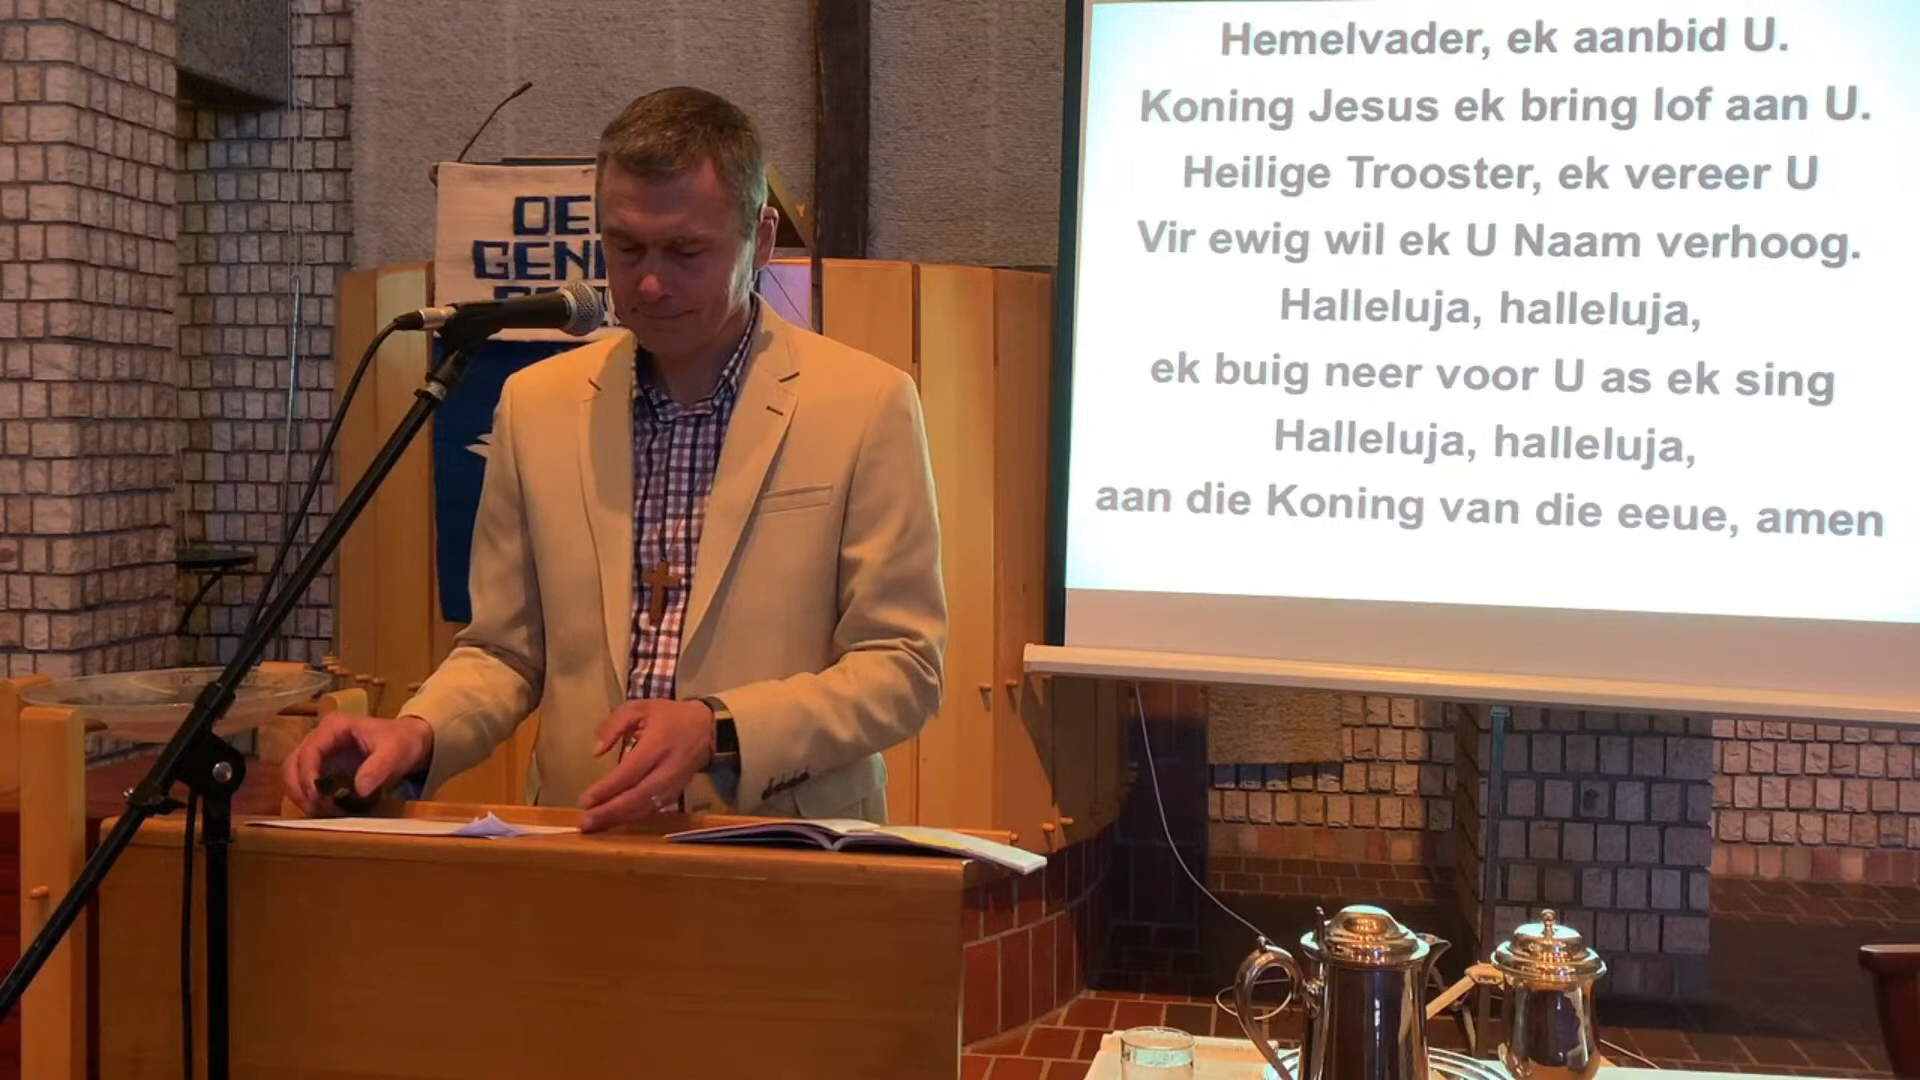 Hemelvader, ek aanbid U.
Koning Jesus ek bring lof aan U.
Heilige Trooster, ek vereer U
Vir ewig wil ek U Naam verhoog.
Halleluja, halleluja,
ek buig neer voor U as ek sing
Halleluja, halleluja,
aan die Koning van die eeue, amen